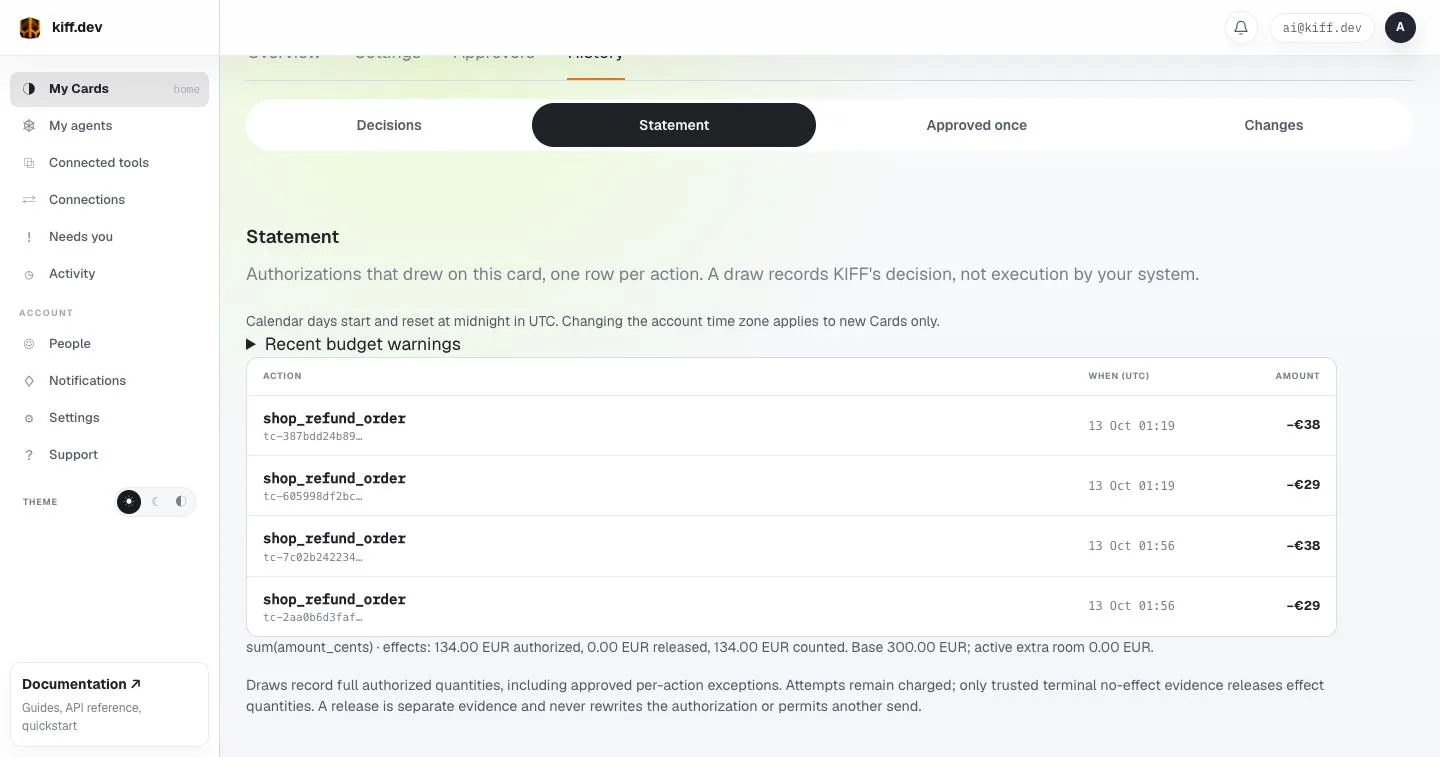 kiff.dev
ai@kiff.dev
A
My Cards
home
My agents
Connected tools
Connections
Needs you
Activity
ACCOUNT
People
Notifications
Settings
Support
THEME
Documentation ↗
Guides, API reference,
quickstart
Overview Settings Approvers History
Decisions Statement Approved once Changes
Statement
Authorizations that drew on this card, one row per action. A draw records KIFF's decision, not execution by your system.
Calendar days start and reset at midnight in UTC. Changing the account time zone applies to new Cards only.
▶ Recent budget warnings
ACTION WHEN (UTC) AMOUNT
shop_refund_order
tc-387bdd24b89…
13 Oct 01:19 −€38
shop_refund_order
tc-605998df2bc…
13 Oct 01:19 −€29
shop_refund_order
tc-7c02b242234…
13 Oct 01:56 −€38
shop_refund_order
tc-2aa0b6d3faf…
13 Oct 01:56 −€29
sum(amount_cents) · effects: 134.00 EUR authorized, 0.00 EUR released, 134.00 EUR counted. Base 300.00 EUR; active extra room 0.00 EUR.
Draws record full authorized quantities, including approved per-action exceptions. Attempts remain charged; only trusted terminal no-effect evidence releases effect
quantities. A release is separate evidence and never rewrites the authorization or permits another send.